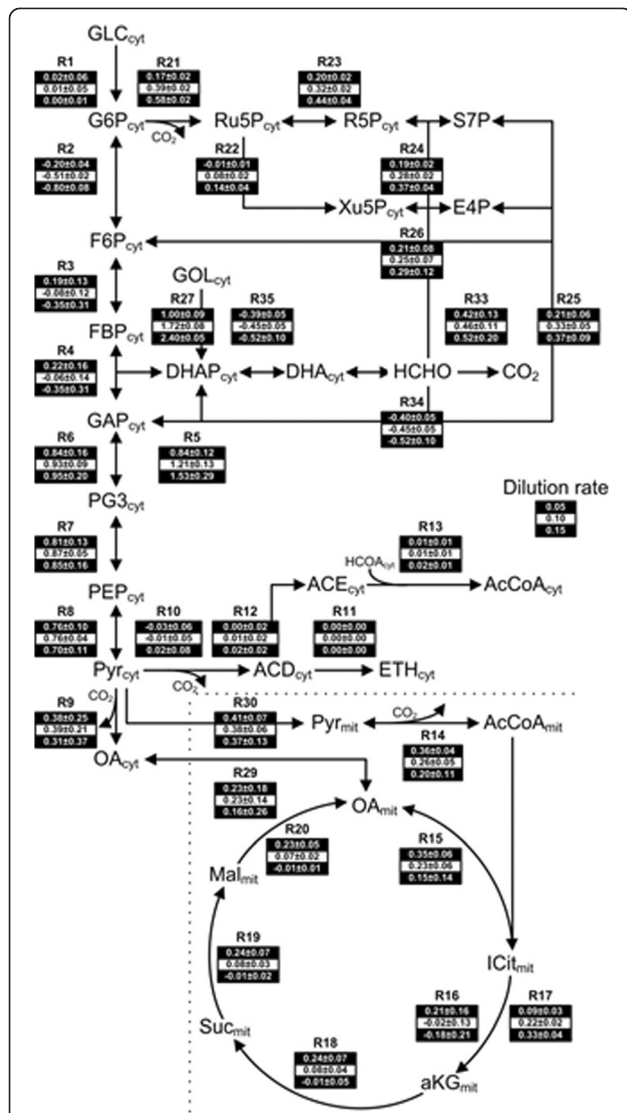 GLCcyt
R1
0.02±0.06
0.01±0.05
0.00±0.01
R21
0.17±0.02
0.39±0.02
0.58±0.02
R23
0.20±0.02
0.32±0.02
0.44±0.04
G6Pcyt
CO2
Ru5Pcyt
R5Pcyt
S7P
R2
-0.20±0.04
-0.51±0.02
-0.80±0.08
R22
-0.01±0.01
0.08±0.02
0.14±0.04
R24
0.19±0.02
0.28±0.02
0.37±0.04
Xu5Pcyt
E4P
F6Pcyt
R26
0.21±0.08
0.25±0.07
0.29±0.12
R3
0.19±0.13
-0.08±0.12
-0.35±0.31
GOLcyt
R27
1.00±0.09
1.72±0.08
2.40±0.05
R35
-0.39±0.05
-0.45±0.05
-0.52±0.10
R33
0.42±0.13
0.46±0.11
0.52±0.20
R25
0.21±0.06
0.33±0.05
0.37±0.09
FBPcyt
R4
0.22±0.16
-0.06±0.14
-0.35±0.31
DHAPcyt
DHAcyt
HCHO
CO2
R34
-0.40±0.05
-0.45±0.05
-0.52±0.10
GAPcyt
R6
0.84±0.16
0.93±0.09
0.95±0.20
R5
0.84±0.12
1.21±0.13
1.53±0.29
PG3cyt
Dilution rate
0.05
0.10
0.15
R7
0.81±0.13
0.87±0.05
0.85±0.16
R13
0.01±0.01
0.01±0.01
0.02±0.01
HCOAcyt
PEPcyt
ACEcyt
AcCoAcyt
R8
0.76±0.10
0.76±0.04
0.70±0.11
R10
-0.03±0.06
-0.01±0.05
0.02±0.08
R12
0.00±0.02
0.01±0.02
0.02±0.02
R11
0.00±0.00
0.00±0.00
0.00±0.00
Pyrcyt
CO2
ACDcyt
ETHcyt
R9
CO2
0.38±0.25
0.39±0.21
0.31±0.37
R30
0.41±0.07
0.38±0.06
0.37±0.13
Pyrmit
CO2
AcCoAmit
R14
0.36±0.04
0.26±0.05
0.20±0.11
OAcyt
R29
0.23±0.18
0.23±0.14
0.16±0.26
OAmit
R20
0.23±0.05
0.07±0.02
-0.01±0.01
R15
0.35±0.06
0.23±0.06
0.15±0.14
Malmit
R19
0.24±0.07
0.08±0.03
-0.01±0.02
ICitmit
R16
0.21±0.16
-0.02±0.13
-0.18±0.21
R17
0.09±0.03
0.22±0.02
0.33±0.04
Sucmit
R18
0.24±0.07
0.08±0.04
-0.01±0.05
aKGmit